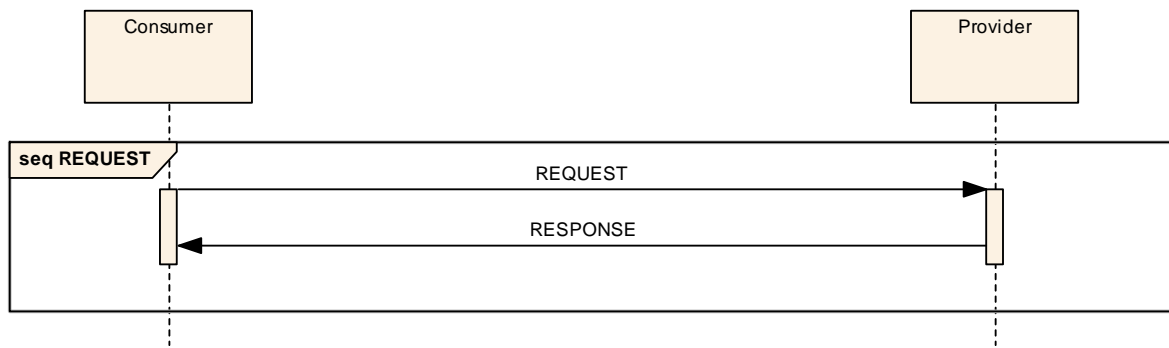 Consumer
Provider
seq REQUEST
REQUEST
RESPONSE